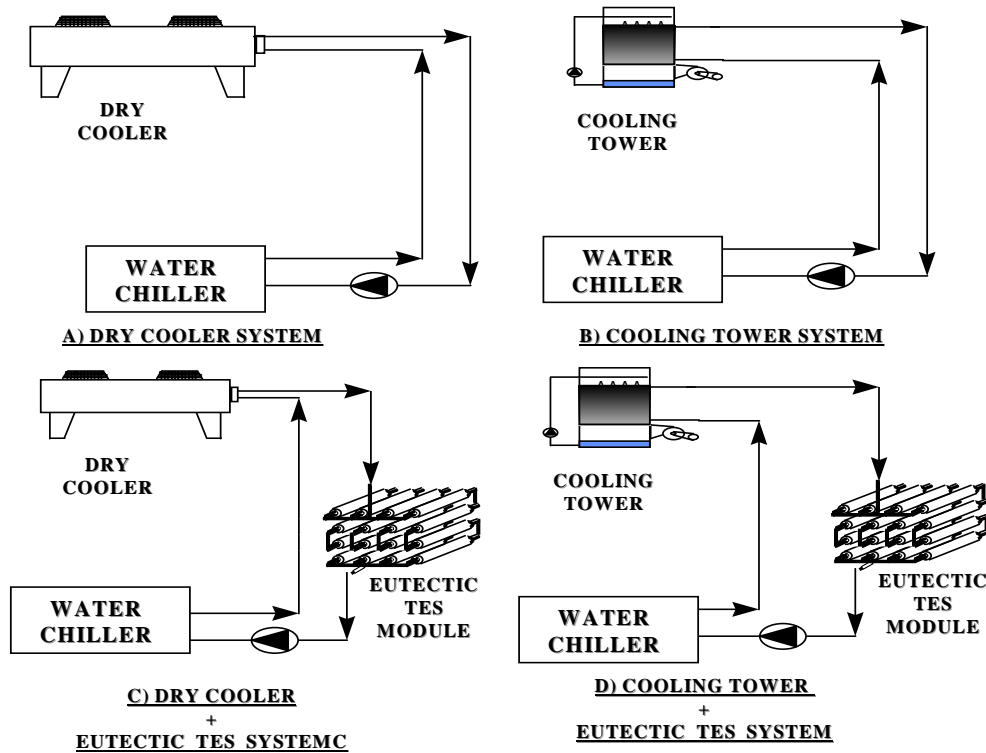 DRY
COOLER
WATER
CHILLER
A) DRY COOLER SYSTEM
COOLING
TOWER
WATER
CHILLER
B) COOLING TOWER SYSTEM
DRY
COOLER
EUTECTIC
TES
MODULE
WATER
CHILLER
C) DRY COOLER
+
EUTECTIC TES SYSTEMC
COOLING
TOWER
EUTECTIC
TES
MODULE
WATER
CHILLER
D) COOLING TOWER
+
EUTECTIC TES SYSTEM